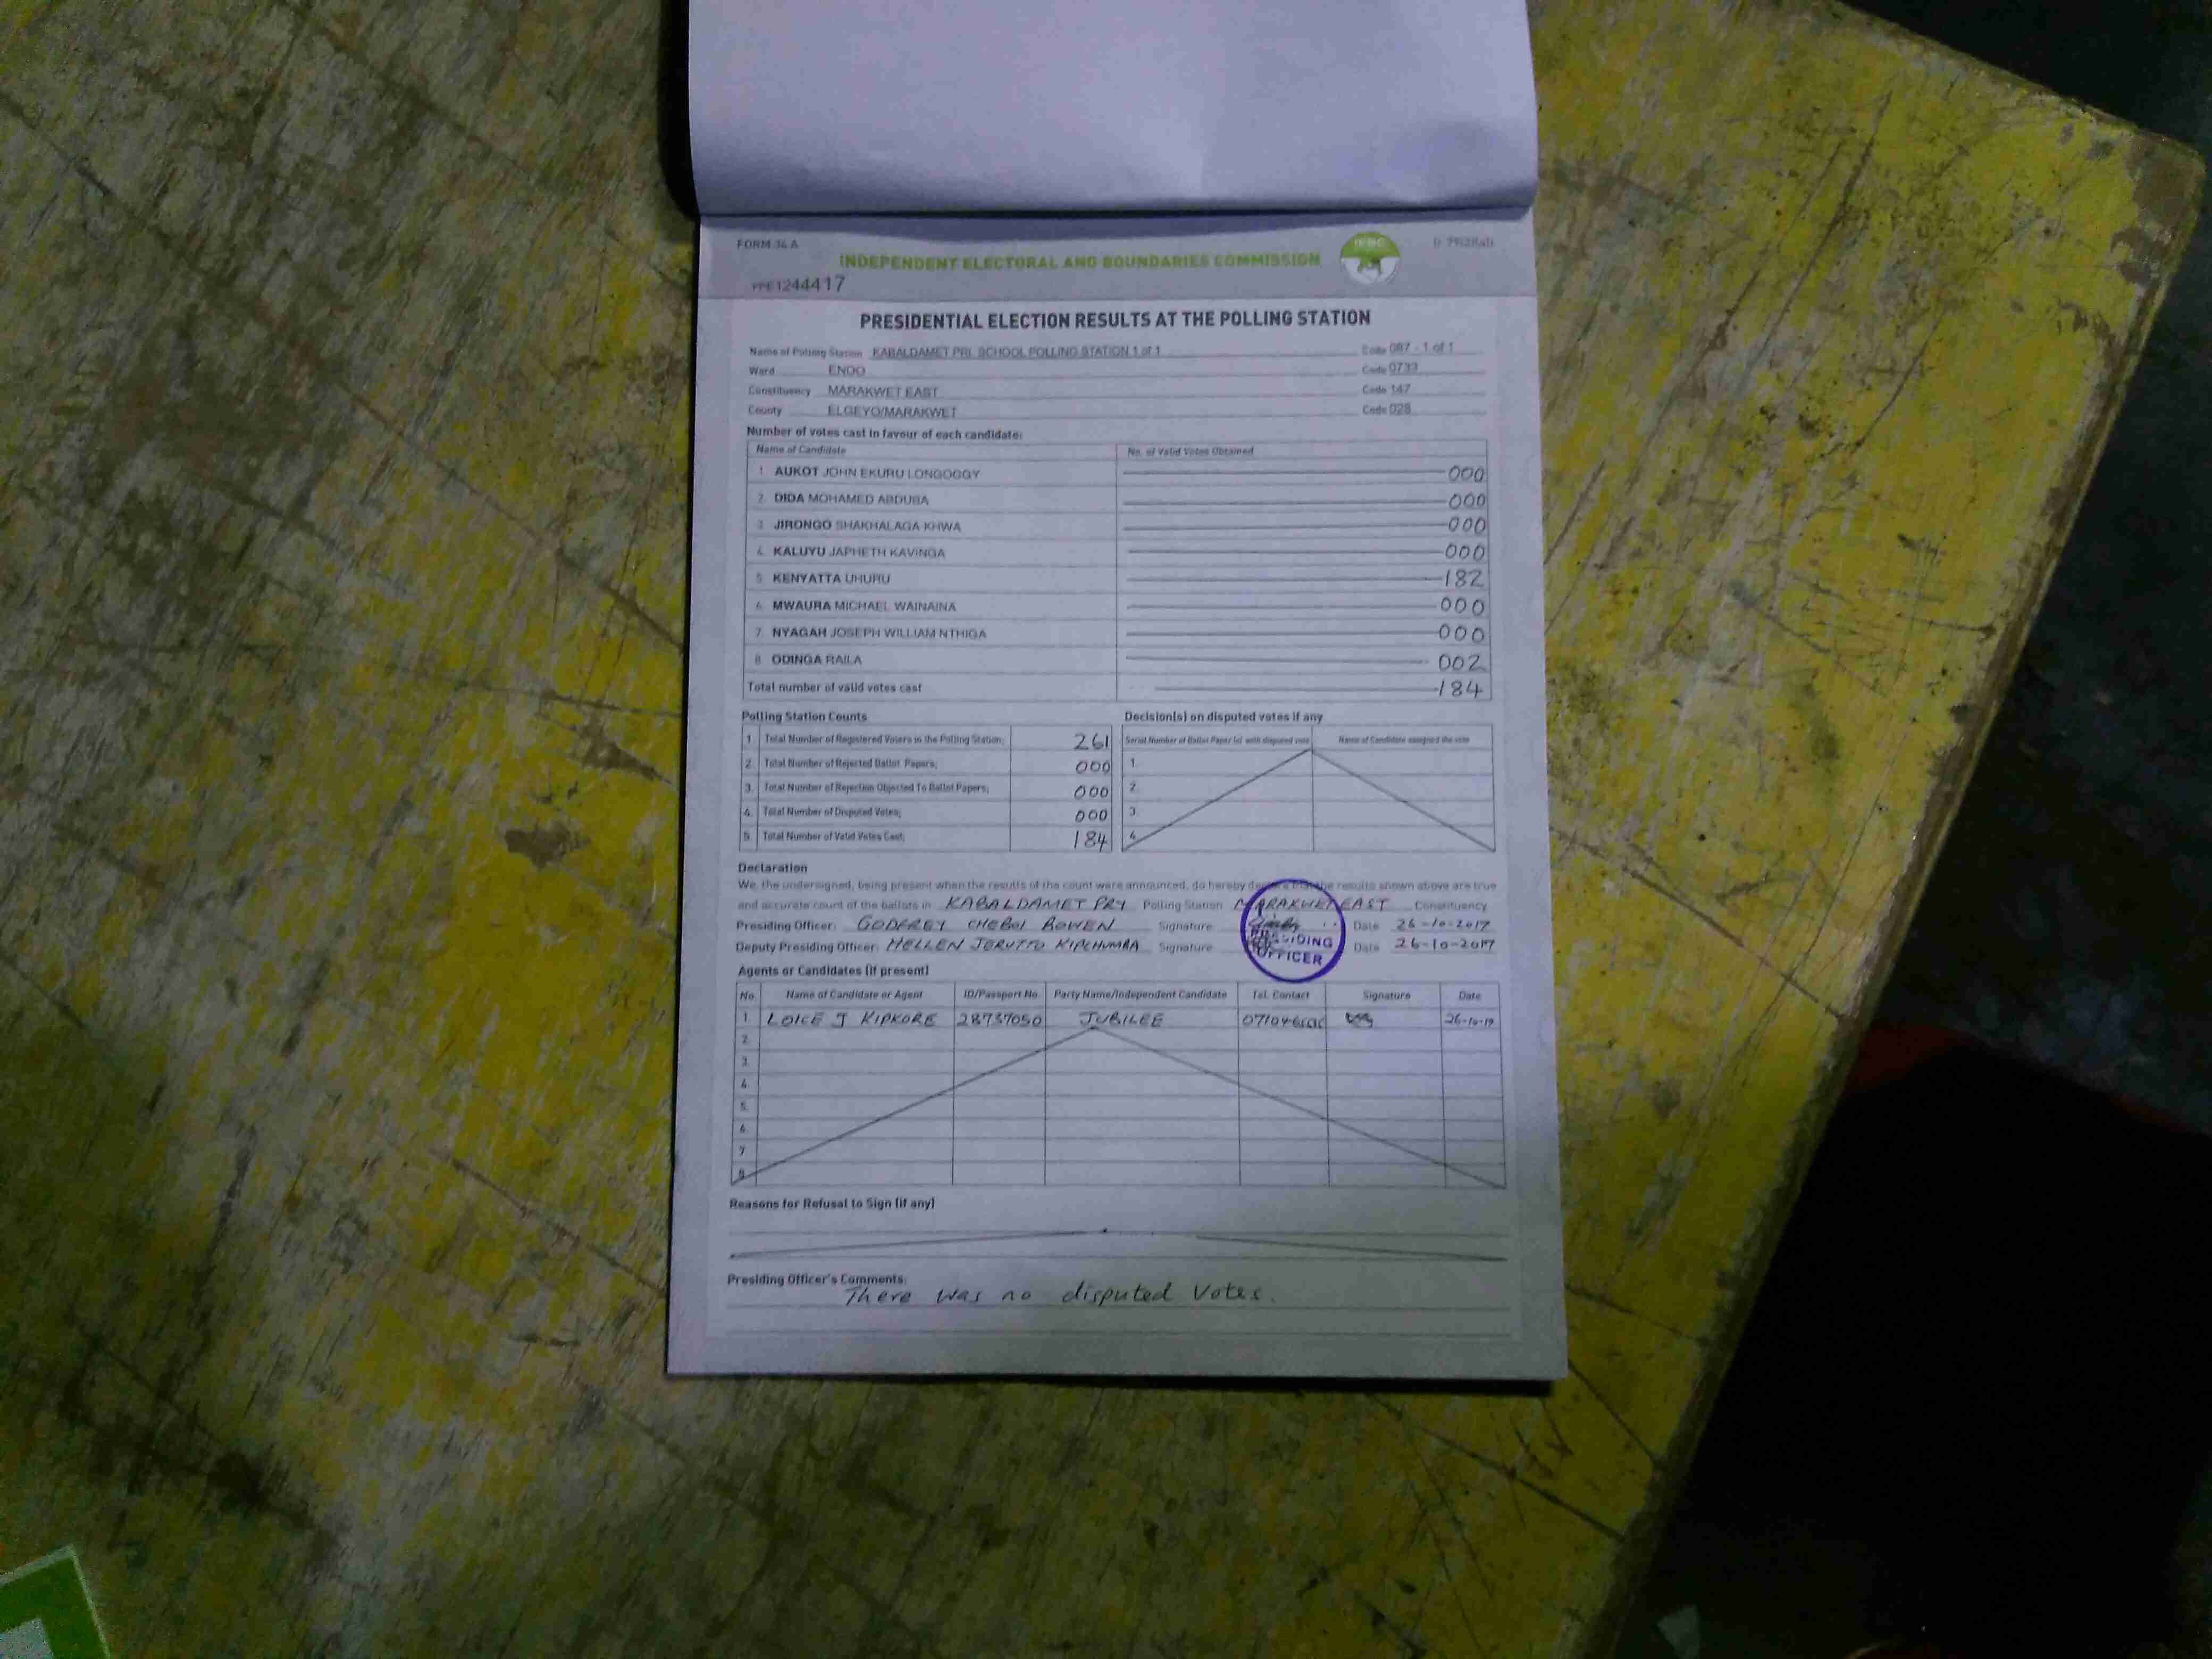 FORM 34 A
INDEPENDENT ELECTORAL AND BOUNDARIES COMMISSION
IEBC
1244417
PRESIDENTIAL ELECTION RESULTS AT THE POLLING STATION
Name of Polling Station KABALDAMET PRI. SCHOOL POLLING STATION 1 of 1 Code 087 - 1 of 1
Ward ENDO Code 0733
Constituency MARAKWET EAST Code 147
County ELGEYO/MARAKWET Code 028
Number of votes cast in favour of each candidate:
Name of Candidate No. of Valid Votes Obtained
1. AUKOT JOHN EKURU LONGOGGY 000
2. DIDA MOHAMED ABDUBA 000
3. JIRONGO SHAKHALAGA KHWA 000
4. KALUYU JAPHETH KAVINGA 000
5. KENYATTA UHURU 182
6. MWAURA MICHAEL WAINAINA 000
7. NYAGAH JOSEPH WILLIAM NTHIGA 000
8. ODINGA RAILA 002
Total number of valid votes cast 184
Polling Station Counts Decision(s) on disputed votes if any
1. Total Number of Registered Voters in the Polling Station; 261 Serial Number of Ballot Paper (s) with disputed vote Name of Candidate assigned the vote
2. Total Number of Rejected Ballot Papers; 000 1.
3. Total Number of Rejection Objected To Ballot Papers; 000 2.
4. Total Number of Disputed Votes; 000 3.
5. Total Number of Valid Votes Cast; 184 4.
Declaration
We, the undersigned, being present when the results of the count were announced, do hereby declare that the results shown above are true
and accurate count of the ballots in KABALDAMET PRY Polling Station MARAKWET EAST Constituency
Presiding Officer: GODFREY CHEBOI BOWEN Signature Date 26-10-2017
Deputy Presiding Officer: HELLEN JERUTTO KIPCHUMBA Signature Date 26-10-2017
PRESIDING
OFFICER
Agents or Candidates (if present)
No. Name of Candidate or Agent ID/Passport No Party Name/Independent Candidate Tel. Contact Signature Date
1. LOICE J KIPKORE 28737050 JUBILEE 26-10-17
2.
3.
4.
5.
6.
7.
8.
Reasons for Refusal to Sign (if any)
Presiding Officer's Comments:
There was no disputed votes.